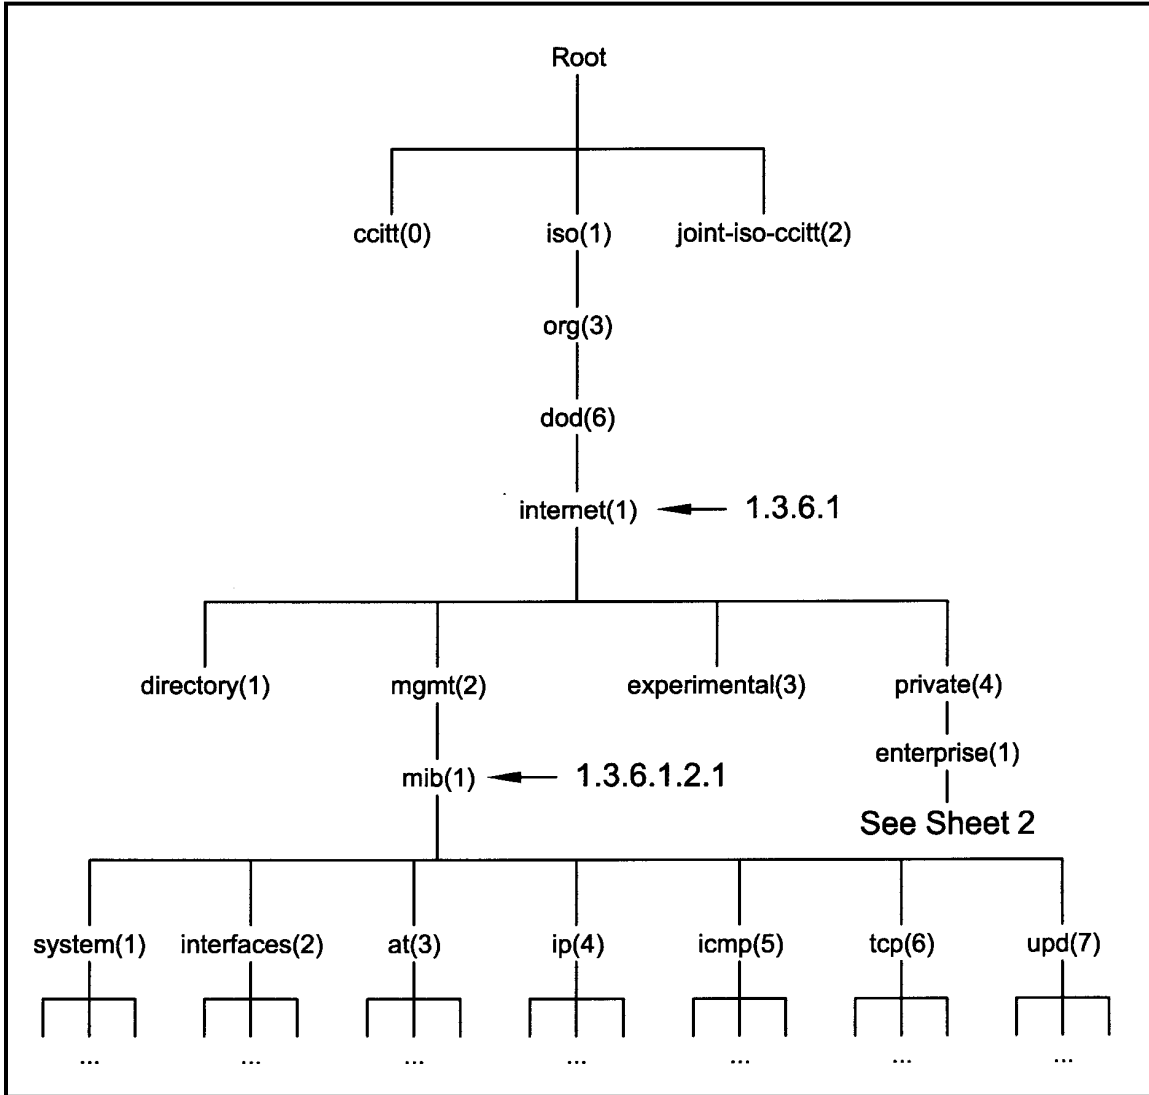 Root
ccitt(0) iso(1) joint-iso-ccitt(2)
org(3)
dod(6)
internet(1) 1.3.6.1
directory(1) mgmt(2) experimental(3) private(4)
enterprise(1)
mib(1) 1.3.6.1.2.1
See Sheet 2
system(1) interfaces(2) at(3) ip(4) icmp(5) tcp(6) upd(7)
... ... ... ... ... ... ...